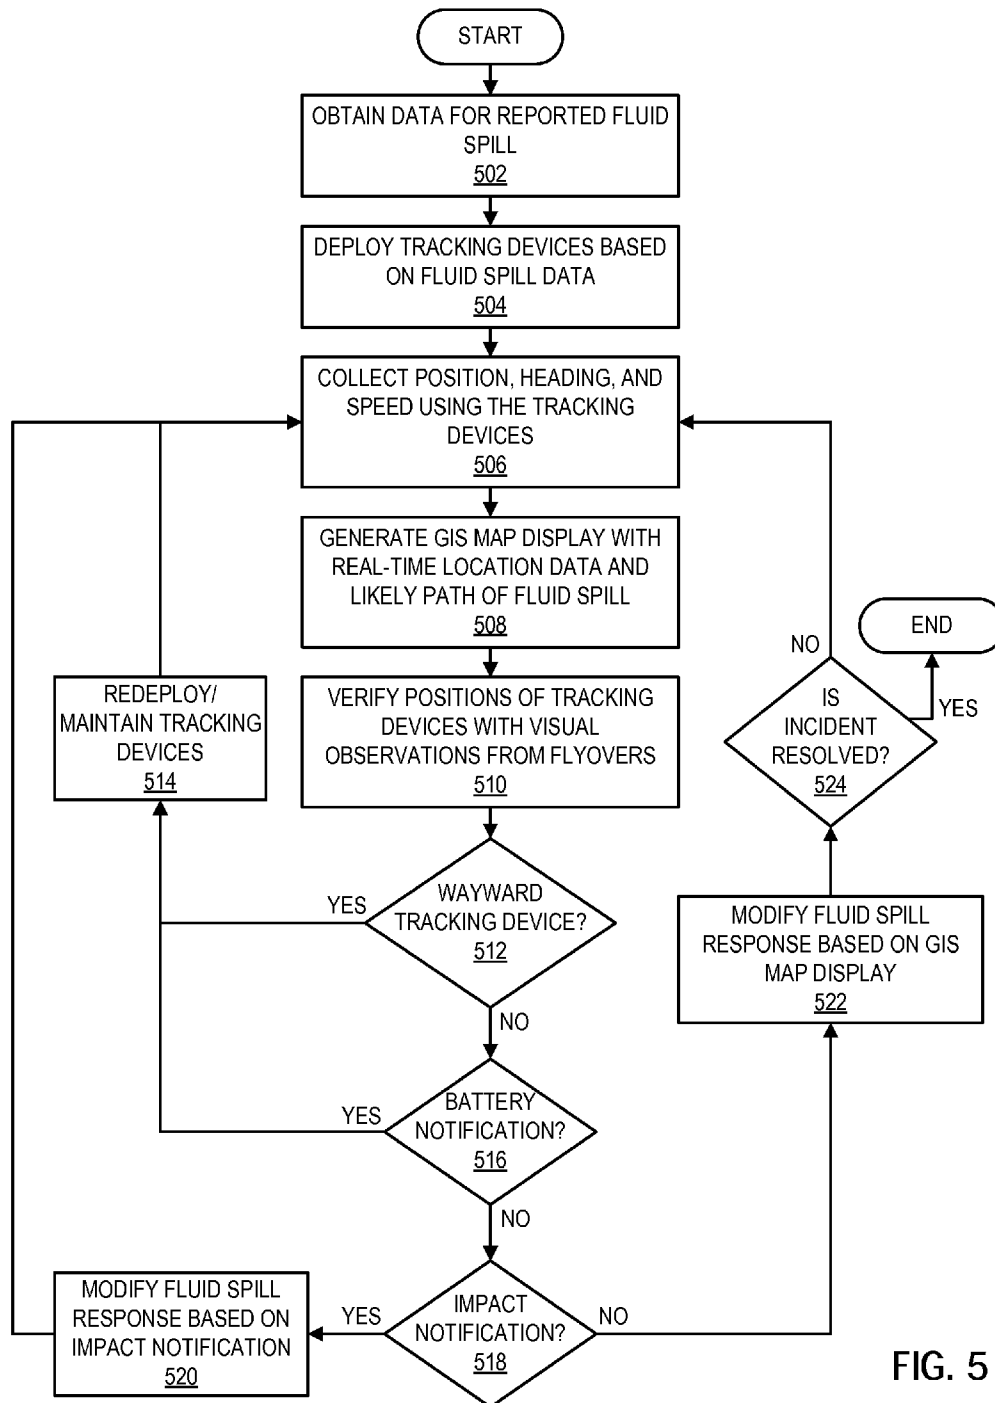 START
OBTAIN DATA FOR REPORTED FLUID
SPILL
502
DEPLOY TRACKING DEVICES BASED
ON FLUID SPILL DATA
504
COLLECT POSITION, HEADING, AND
SPEED USING THE TRACKING
DEVICES
506
GENERATE GIS MAP DISPLAY WITH
REAL-TIME LOCATION DATA AND
LIKELY PATH OF FLUID SPILL
508
VERIFY POSITIONS OF TRACKING
DEVICES WITH VISUAL
OBSERVATIONS FROM FLYOVERS
510
REDEPLOY/
MAINTAIN TRACKING
DEVICES
514
WAYWARD
TRACKING DEVICE?
512
YES
NO
BATTERY
NOTIFICATION?
516
YES
NO
IMPACT
NOTIFICATION?
518
YES
NO
MODIFY FLUID SPILL
RESPONSE BASED ON
IMPACT NOTIFICATION
520
MODIFY FLUID SPILL
RESPONSE BASED ON GIS
MAP DISPLAY
522
IS
INCIDENT
RESOLVED?
524
NO
YES
END
FIG. 5